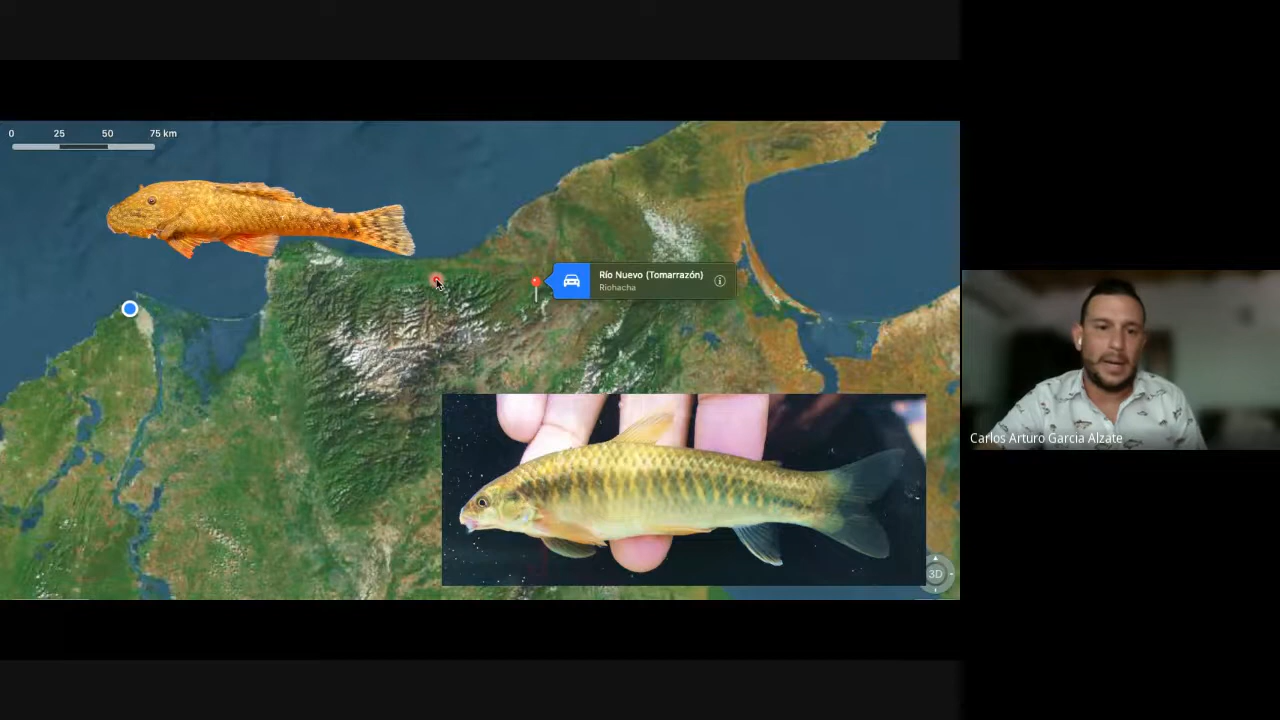 0 25 50 75 km
Río Nuevo (Tomarrazón)
Riohacha
3D
Carlos Arturo Garcia Alzate